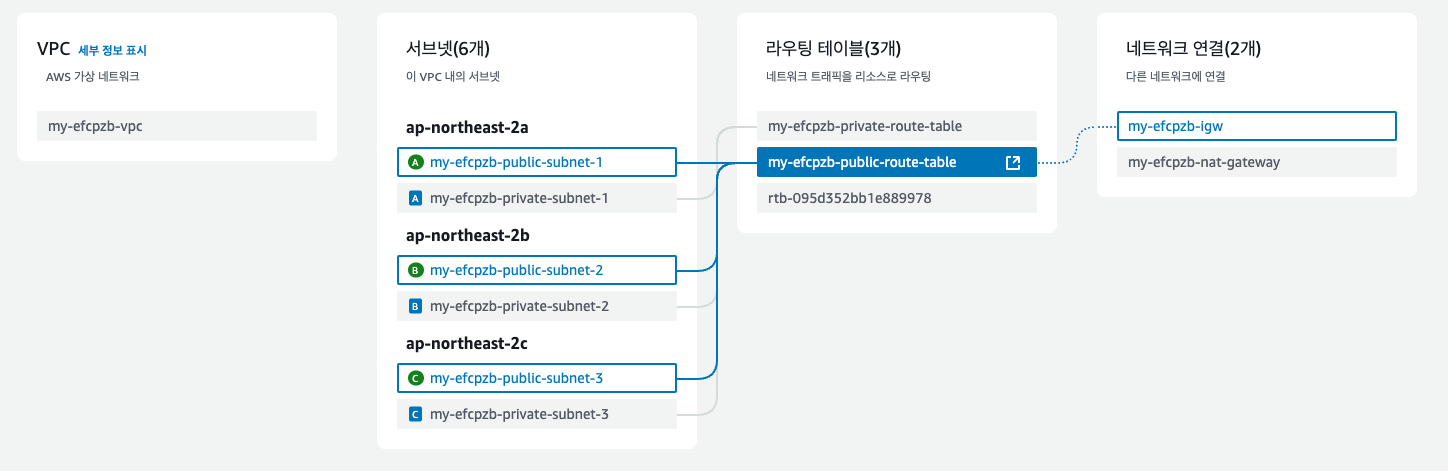 VPC 세부 정보 표시
AWS 가상 네트워크
my-efcpzb-vpc
서브넷(6개)
이 VPC 내의 서브넷
ap-northeast-2a
A my-efcpzb-public-subnet-1
A my-efcpzb-private-subnet-1
ap-northeast-2b
B my-efcpzb-public-subnet-2
B my-efcpzb-private-subnet-2
ap-northeast-2c
C my-efcpzb-public-subnet-3
C my-efcpzb-private-subnet-3
라우팅 테이블(3개)
네트워크 트래픽을 리소스로 라우팅
my-efcpzb-private-route-table
my-efcpzb-public-route-table
rtb-095d352bb1e889978
네트워크 연결(2개)
다른 네트워크에 연결
my-efcpzb-igw
my-efcpzb-nat-gateway